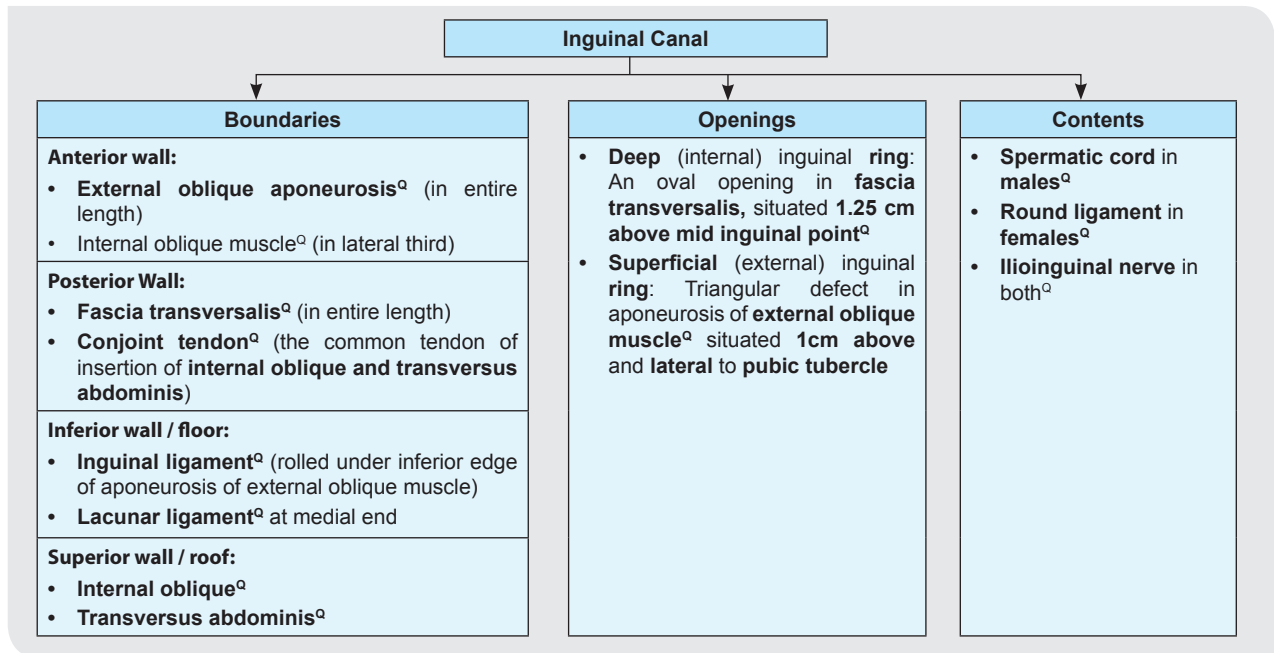 Inguinal Canal
Boundaries
Anterior wall:
• External oblique aponeurosisQ (in entire
length)
• Internal oblique muscleQ (in lateral third)
Posterior Wall:
• Fascia transversalisQ (in entire length)
• Conjoint tendonQ (the common tendon of
insertion of internal oblique and transversus
abdominis)
Inferior wall / floor:
• Inguinal ligamentQ (rolled under inferior edge
of aponeurosis of external oblique muscle)
• Lacunar ligamentQ at medial end
Superior wall / roof:
• Internal obliqueQ
• Transversus abdominisQ
Openings
• Deep (internal) inguinal ring:
An oval opening in fascia
transversalis, situated 1.25 cm
above mid inguinal pointQ
• Superficial (external) inguinal
ring: Triangular defect in
aponeurosis of external oblique
muscleQ situated 1cm above
and lateral to pubic tubercle
Contents
• Spermatic cord in
malesQ
• Round ligament in
femalesQ
• Ilioinguinal nerve in
bothQ